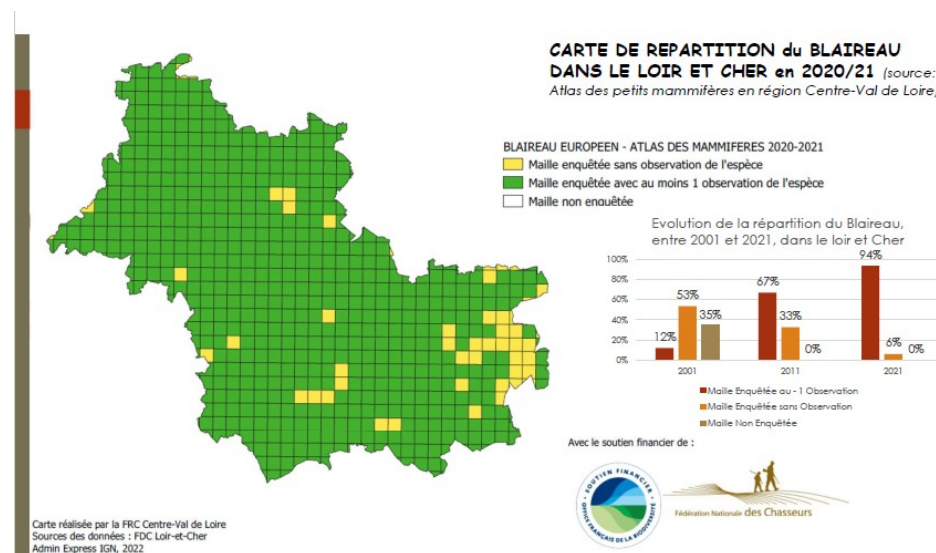 CARTE DE REPARTITION du BLAIREAU
DANS LE LOIR ET CHER en 2020/21 (source:
Atlas des petits mammifères en région Centre-Val de Loire)
BLAIREAU EUROPEEN - ATLAS DES MAMMIFERES 2020-2021
Maille enquêtée sans observation de l'espèce
Maille enquêtée avec au moins 1 observation de l'espèce
Maille non enquêtée
Evolution de la répartition du Blaireau,
entre 2001 et 2021, dans le loir et Cher
100%
80%
60%
40%
20%
0%
12%
53%
35%
67%
33%
0%
94%
6%
0%
2001
2011
2021
Maille Enquêtée au - 1 Observation
Maille Enquêtée sans Observation
Maille Non Enquêtée
Avec le soutien financier de :
SOUTIEN FINANCIER
OFFICE FRANÇAIS DE LA BIODIVERSITÉ
Fédération Nationale des Chasseurs
Carte réalisée par la FRC Centre-Val de Loire
Sources des données : FDC Loir-et-Cher
Admin Express IGN, 2022